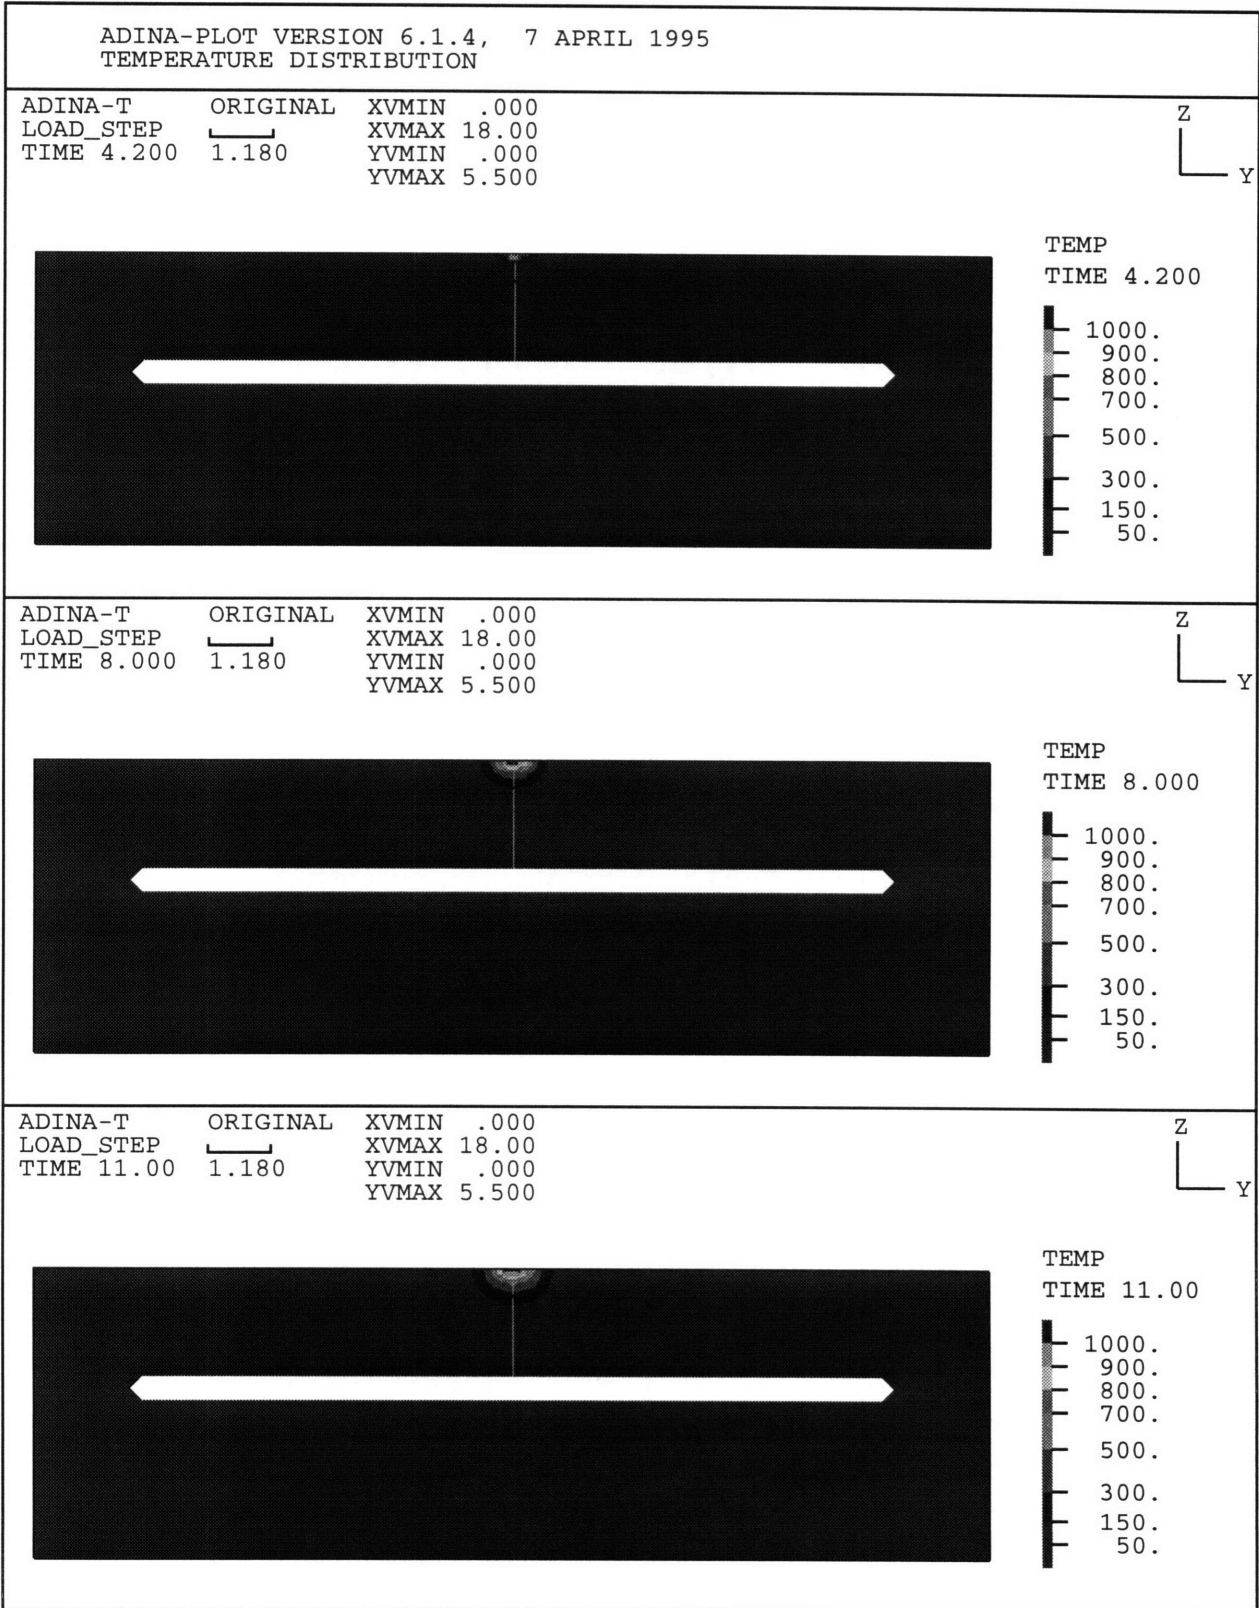 ADINA-PLOT VERSION 6.1.4, 7 APRIL 1995
TEMPERATURE DISTRIBUTION
ADINA-T ORIGINAL XVMIN .000
LOAD_STEP XVMAX 18.00
TIME 4.200 1.180 YVMIN .000
YVMAX 5.500
Z
Y
TEMP
TIME 4.200
1000.
900.
800.
700.
500.
300.
150.
50.
ADINA-T ORIGINAL XVMIN .000
LOAD_STEP XVMAX 18.00
TIME 8.000 1.180 YVMIN .000
YVMAX 5.500
Z
Y
TEMP
TIME 8.000
1000.
900.
800.
700.
500.
300.
150.
50.
ADINA-T ORIGINAL XVMIN .000
LOAD_STEP XVMAX 18.00
TIME 11.00 1.180 YVMIN .000
YVMAX 5.500
Z
Y
TEMP
TIME 11.00
1000.
900.
800.
700.
500.
300.
150.
50.